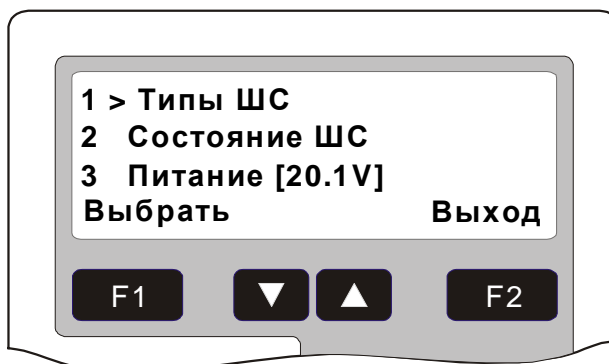 1 > Типы ШС
2 Состояние ШС
3 Питание [20.1V]
Выбрать Выход
F1 F2